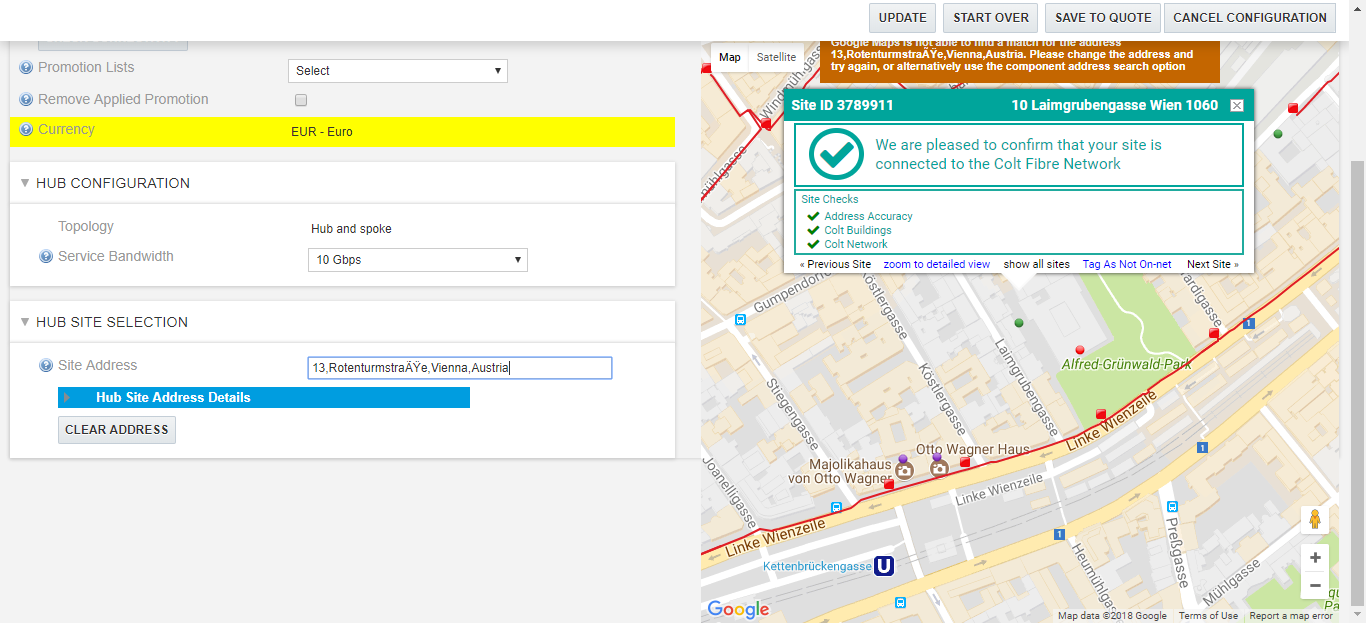 UPDATE
START OVER
SAVE TO QUOTE
CANCEL CONFIGURATION
Promotion Lists
Select
Remove Applied Promotion
Currency
EUR - Euro
HUB CONFIGURATION
Topology
Hub and spoke
Service Bandwidth
10 Gbps
HUB SITE SELECTION
Site Address
13,RotenturmstraÃŸe,Vienna,Austria
Hub Site Address Details
CLEAR ADDRESS
Map
Satellite
Google Maps is not able to find a match for the address
13,RotenturmstraÃŸe,Vienna,Austria. Please change the address and
try again, or alternatively use the component address search option
Site ID 3789911
10 Laimgrubengasse Wien 1060
We are pleased to confirm that your site is
connected to the Colt Fibre Network
Site Checks
Address Accuracy
Colt Buildings
Colt Network
« Previous Site
zoom to detailed view
show all sites
Tag As Not On-net
Next Site »
Köstlergasse
Laimgrubengasse
Köstlergasse
Stiegengasse
Joanelligasse
Alfred-Grünwald-Park
Linke Wienzeile
Otto Wagner Haus
Majolikahaus
von Otto Wagner
Linke Wienzeile
Linke Wienzeile
1
1
1
Kettenbrückengasse
U
Heumühlgasse
Preßgasse
Mühlgasse
+
−
Google
Map data ©2018 Google
Terms of Use
Report a map error